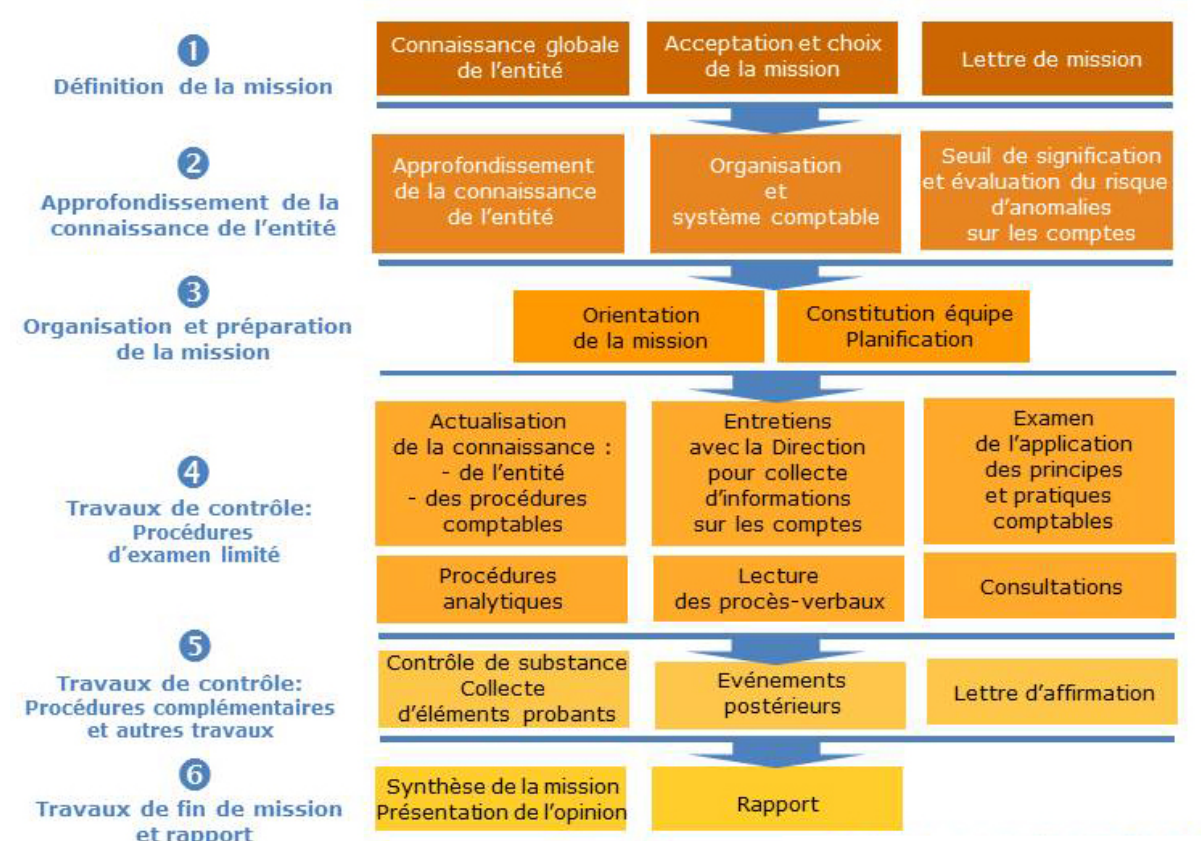 1
Définition de la mission
Connaissance globale
de l'entité
Acceptation et choix
de la mission
Lettre de mission
2
Approfondissement de la
connaissance de l'entité
Approfondissement
de la connaissance
de l'entité
Organisation
et
système comptable
Seuil de signification
et évaluation du risque
d'anomalies
sur les comptes
3
Organisation et préparation
de la mission
Orientation
de la mission
Constitution équipe
Planification
4
Travaux de contrôle:
Procédures
d'examen limité
Actualisation
de la connaissance :
- de l'entité
- des procédures
comptables
Entretiens
avec la Direction
pour collecte
d'informations
sur les comptes
Examen
de l'application
des principes
et pratiques
comptables
Procédures
analytiques
Lecture
des procès-verbaux
Consultations
5
Travaux de contrôle:
Procédures complémentaires
et autres travaux
Contrôle de substance
Collecte
d'éléments probants
Evénements
postérieurs
Lettre d'affirmation
6
Travaux de fin de mission
et rapport
Synthèse de la mission
Présentation de l'opinion
Rapport